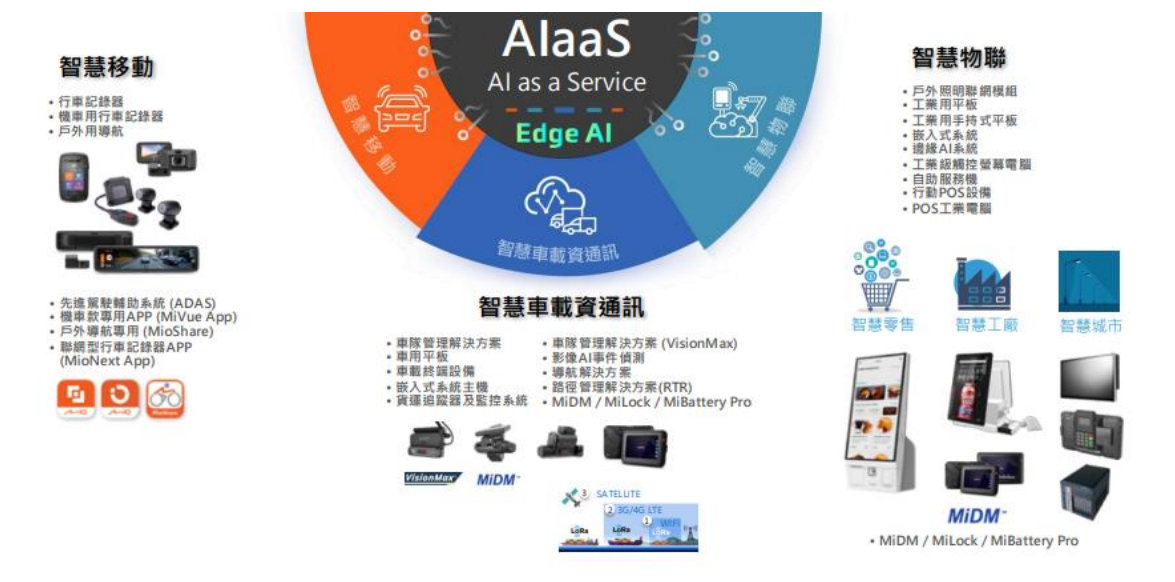 AIaaS
AI as a Service
Edge AI
智慧移動
智慧車載資通訊
智慧物聯
智慧移動
• 行車記錄器
• 機車用行車記錄器
• 戶外用導航
• 先進駕駛輔助系統 (ADAS)
• 機車款專用APP (MiVue App)
• 戶外導航專用 (MioShare)
• 聯網型行車記錄器APP
(MioNext App)
Mio
Mio
MioShare
智慧車載資通訊
• 車隊管理解決方案
• 車用平板
• 車載終端設備
• 嵌入式系統主機
• 貨運追蹤器及監控系統
• 車隊管理解決方案 (VisionMax)
• 影像AI事件偵測
• 導航解決方案
• 路徑管理解決方案(RTR)
• MiDM / MiLock / MiBattery Pro
VisionMax
MiDM™
3 SATELLITE
2 3G/4G LTE
1 WiFi
LoRa
LoRa
LoRa
智慧物聯
• 戶外照明聯網模組
• 工業用平板
• 工業用手持式平板
• 嵌入式系統
• 邊緣AI系統
• 工業級觸控螢幕電腦
• 自助服務機
• 行動POS設備
• POS工業電腦
智慧零售
智慧工廠
智慧城市
MiDM™
• MiDM / MiLock / MiBattery Pro